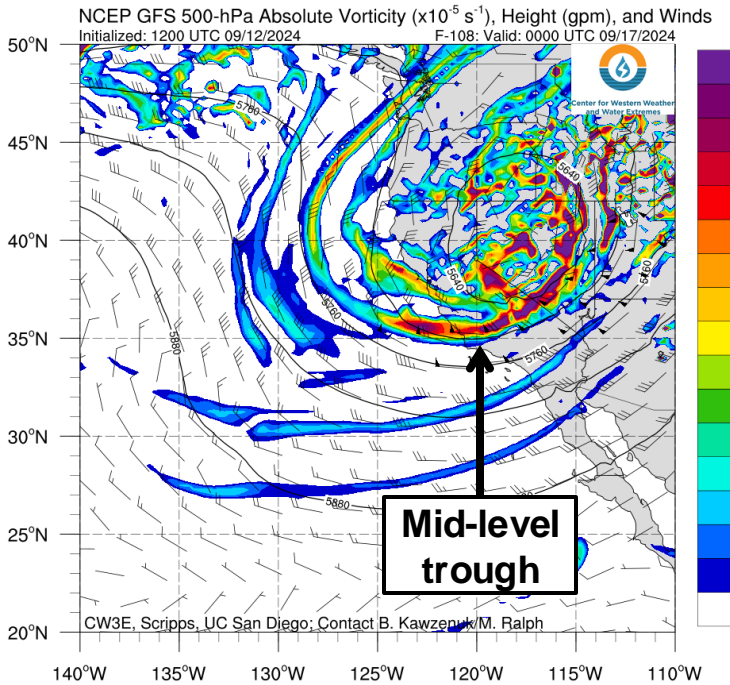 NCEP GFS 500-hPa Absolute Vorticity (x10⁻⁵ s⁻¹), Height (gpm), and Winds
Initialized: 1200 UTC 09/12/2024 F-108: Valid: 0000 UTC 09/17/2024
50°N
Center for Western Weather
and Water Extremes
5760
45°N
5640
40°N
5640
5760
5760
35°N
5880
5760
30°N
5880
25°N
Mid-level
trough
CW3E, Scripps, UC San Diego; Contact B. Kawzenuk/M. Ralph
20°N
140°W 135°W 130°W 125°W 120°W 115°W 110°W